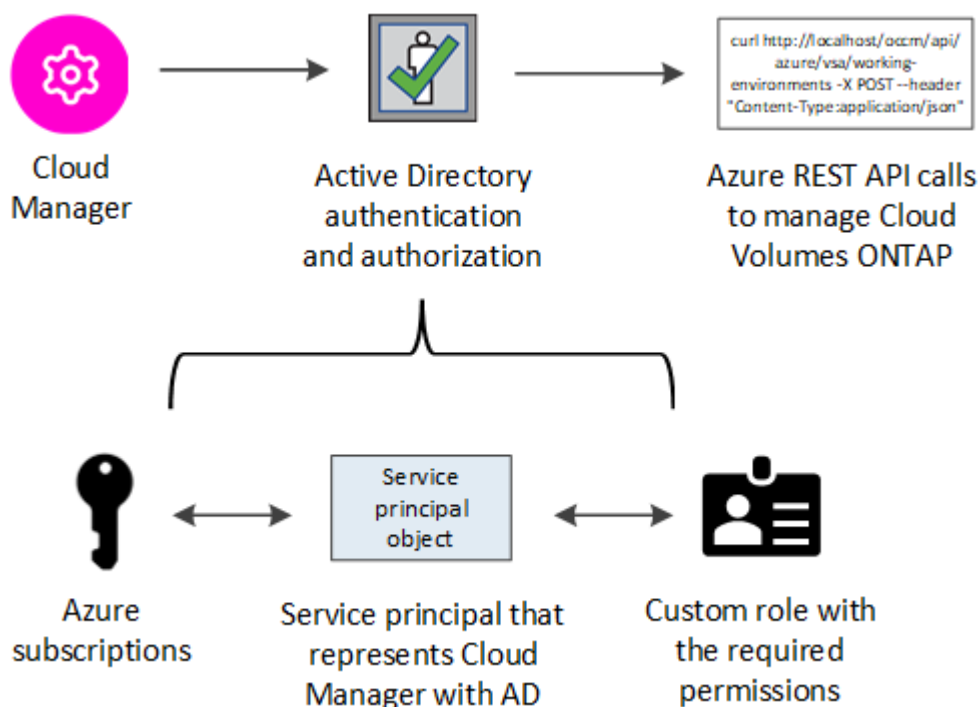 curl http://localhost/occm/api/
azure/vsa/working-
environments -X POST --header
"Content-Type:application/json"
Cloud
Manager
Active Directory
authentication
and authorization
Azure REST API calls
to manage Cloud
Volumes ONTAP
Service
principal
object
Azure
subscriptions
Service principal that
represents Cloud
Manager with AD
Custom role with
the required
permissions